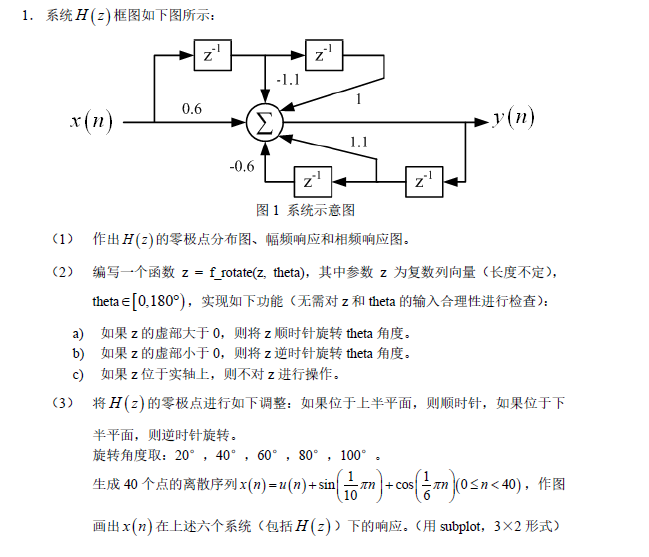 1. 系统 H(z) 框图如下图所示:
z⁻¹
z⁻¹
-1.1
1
0.6
x(n)
Σ
y(n)
1.1
-0.6
z⁻¹
z⁻¹
图 1 系统示意图
(1) 作出 H(z) 的零极点分布图、幅频响应和相频响应图。
(2) 编写一个函数 z = f_rotate(z, theta),其中参数 z 为复数列向量(长度不定),
theta∈[0,180°),实现如下功能(无需对 z 和 theta 的输入合理性进行检查):
a) 如果 z 的虚部大于 0,则将 z 顺时针旋转 theta 角度。
b) 如果 z 的虚部小于 0,则将 z 逆时针旋转 theta 角度。
c) 如果 z 位于实轴上,则不对 z 进行操作。
(3) 将 H(z) 的零极点进行如下调整:如果位于上半平面,则顺时针,如果位于下
半平面,则逆时针旋转。
旋转角度取:20°,40°,60°,80°,100°。
生成 40 个点的离散序列 x(n)=u(n)+sin(1/10 πn)+cos(1/6 πn)(0≤n<40),作图
画出 x(n) 在上述六个系统(包括 H(z))下的响应。(用 subplot,3×2 形式)